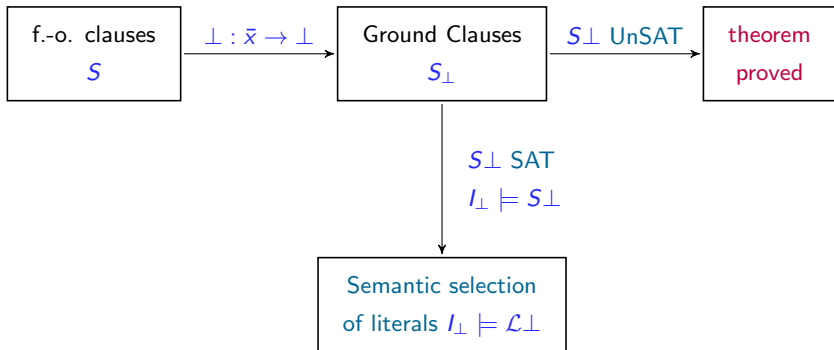 f.-o. clauses
S
⊥ : x̄ → ⊥
Ground Clauses
S⊥
S⊥ UnSAT
theorem
proved
S⊥ SAT
I⊥ ⊨ S⊥
Semantic selection
of literals I⊥ ⊨ ℒ⊥